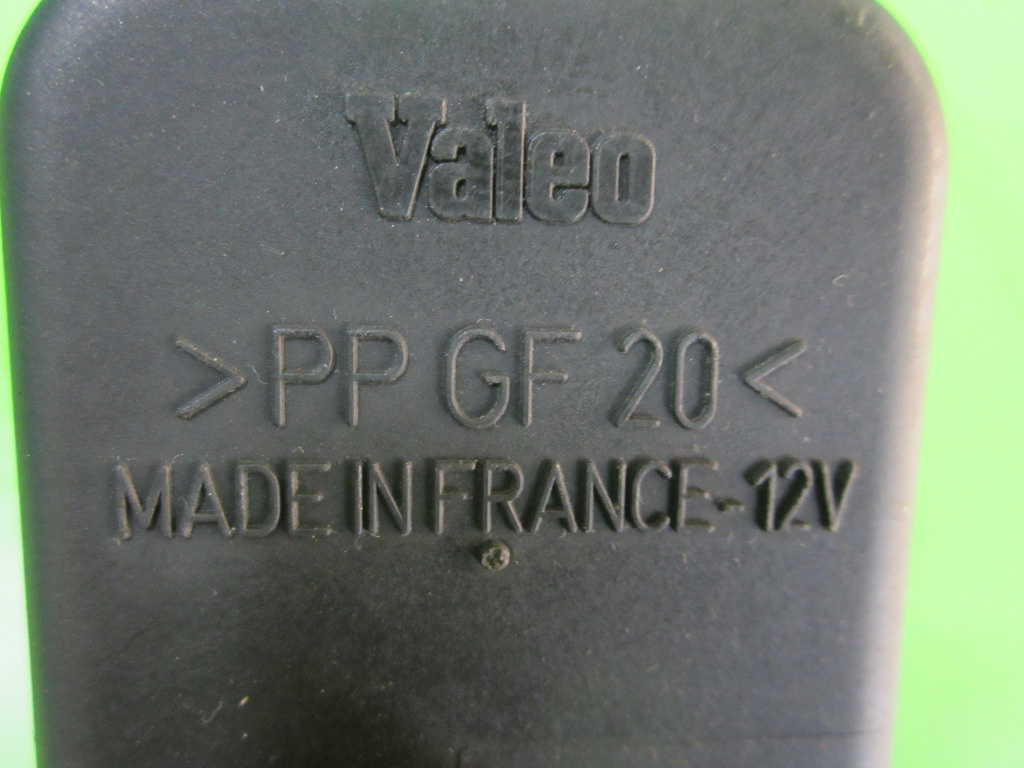 Valeo
>PP GF 20<
MADE IN FRANCE-12V